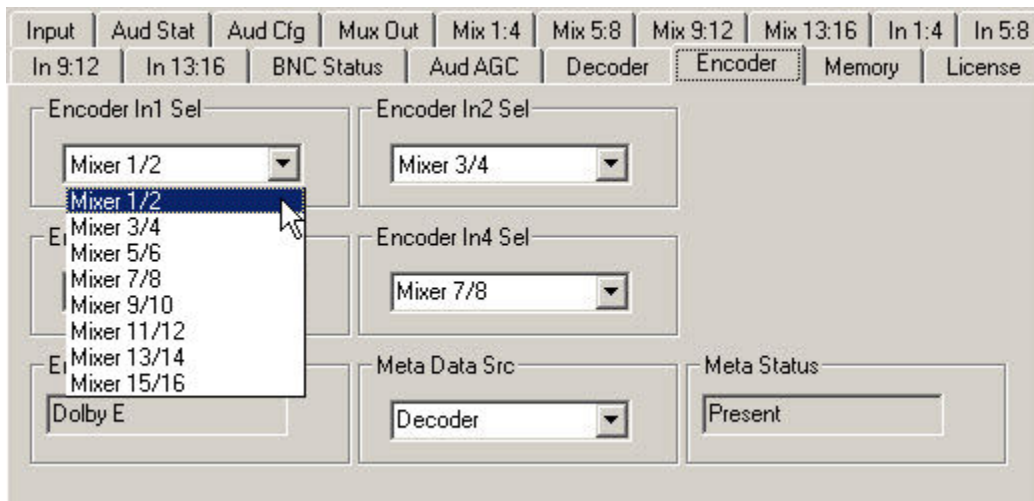 Input Aud Stat Aud Cfg Mux Out Mix 1:4 Mix 5:8 Mix 9:12 Mix 13:16 In 1:4 In 5:8
In 9:12 In 13:16 BNC Status Aud AGC Decoder Encoder Memory License
Encoder In1 Sel Encoder In2 Sel
Mixer 1/2 Mixer 3/4
Mixer 1/2
Mixer 3/4
Mixer 5/6
Mixer 7/8
Mixer 9/10
Mixer 11/12
Mixer 13/14
Mixer 15/16
Encoder In4 Sel
Mixer 7/8
Meta Data Src Meta Status
Dolby E Decoder Present